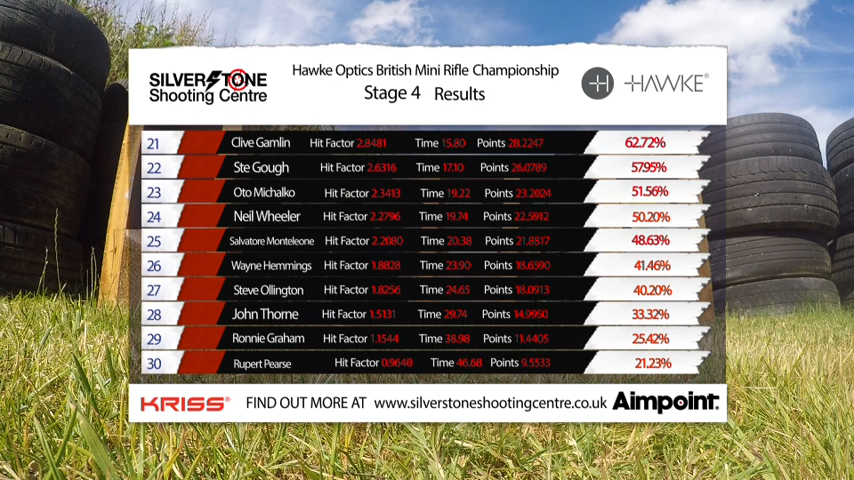 SILVERSTONE
Shooting Centre
Hawke Optics British Mini Rifle Championship
Stage 4 Results
HAWKE®
21 Clive Gamlin Hit Factor 2.8481 Time 15.80 Points 28.2247 62.72%
22 Ste Gough Hit Factor 2.6316 Time 17.10 Points 26.0789 57.95%
23 Oto Michalko Hit Factor 2.3413 Time 19.22 Points 23.2024 51.56%
24 Neil Wheeler Hit Factor 2.2796 Time 19.74 Points 22.5912 50.20%
25 Salvatore Monteleone Hit Factor 2.2080 Time 20.38 Points 21.8817 48.63%
26 Wayne Hemmings Hit Factor 1.8828 Time 23.90 Points 18.6590 41.46%
27 Steve Ollington Hit Factor 1.8256 Time 24.65 Points 18.0913 40.20%
28 John Thorne Hit Factor 1.5131 Time 29.74 Points 14.9950 33.32%
29 Ronnie Graham Hit Factor 1.1544 Time 38.98 Points 11.4405 25.42%
30 Rupert Pearse Hit Factor 0.9640 Time 46.68 Points 9.5533 21.23%
KRISS® FIND OUT MORE AT www.silverstoneshootingcentre.co.uk Aimpoint®